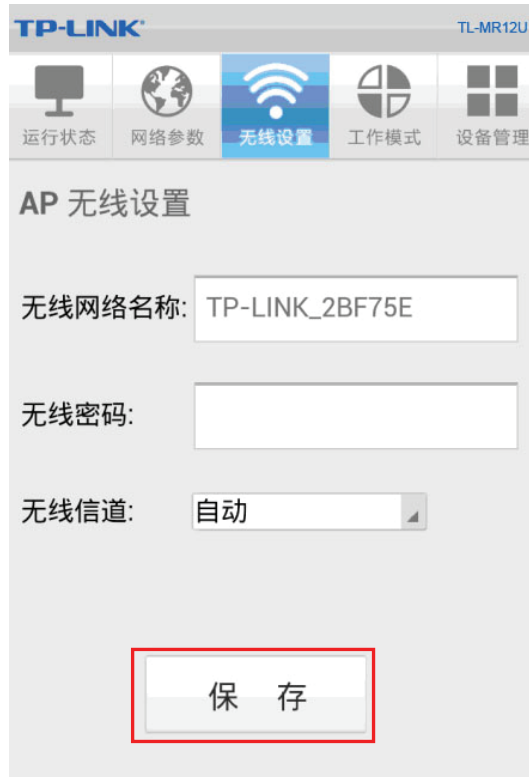 TP-LINK® TL-MR12U
运行状态 网络参数 无线设置 工作模式 设备管理
AP 无线设置
无线网络名称: TP-LINK_2BF75E
无线密码:
无线信道: 自动
保 存